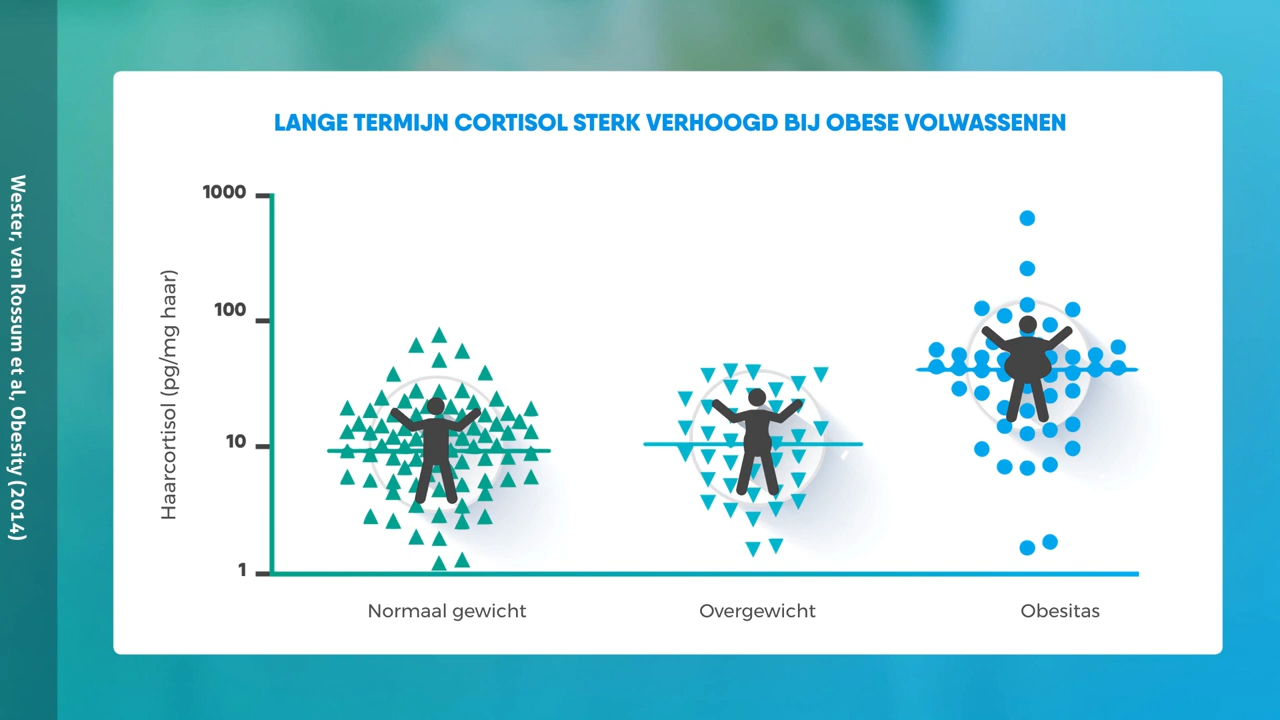 LANGE TERMIJN CORTISOL STERK VERHOOGD BIJ OBESE VOLWASSENEN
1000
100
10
1
Haarcortisol (pg/mg haar)
Normaal gewicht
Overgewicht
Obesitas
Wester, van Rossum et al, Obesity (2014)